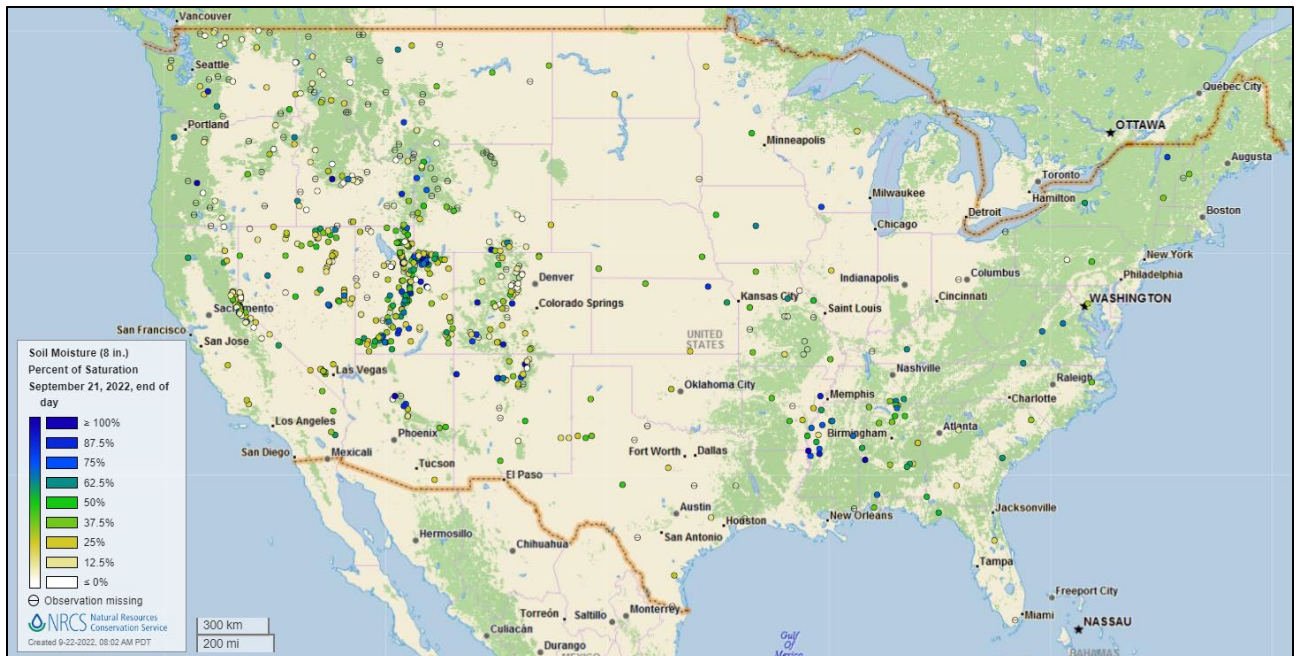 Vancouver
Seattle
Portland
Québec City
OTTAWA
Augusta
Minneapolis
Toronto
Hamilton
Milwaukee
Detroit
Boston
Chicago
New York
Denver
Indianapolis
Columbus
Philadelphia
Colorado Springs
Kansas City
Cincinnati
WASHINGTON
Sacramento
Saint Louis
San Francisco
San Jose
UNITED
STATES
Las Vegas
Nashville
Raleigh
Oklahoma City
Memphis
Charlotte
Los Angeles
Phoenix
Birmingham
Atlanta
San Diego
Mexicali
Fort Worth
Dallas
Tucson
El Paso
Austin
Jacksonville
Houston
New Orleans
Hermosillo
San Antonio
Chihuahua
Tampa
Freeport City
Torreón
Saltillo
Monterrey
Miami
NASSAU
Culiacán
Durango
MEXICO
Gulf
Of
Mexico
BAHAMAS
Soil Moisture (8 in.)
Percent of Saturation
September 21, 2022, end of
day
≥ 100%
87.5%
75%
62.5%
50%
37.5%
25%
12.5%
≤ 0%
Observation missing
NRCS Natural Resources
Conservation Service
Created 9-22-2022, 08:02 AM PDT
300 km
200 mi